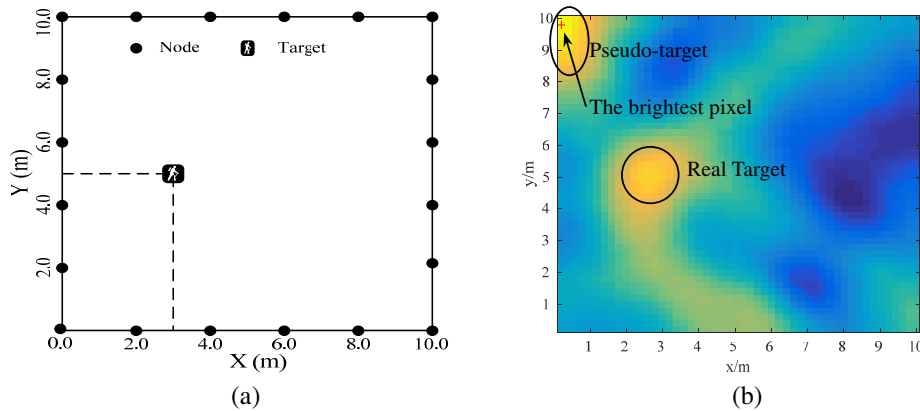 10.0
8.0
6.0
4.0
2.0
Y (m)
Node
Target
0.0
2.0
4.0
6.0
8.0
10.0
X (m)
(a)
10
9
8
7
6
5
4
3
2
1
y/m
Pseudo-target
The brightest pixel
Real Target
1
2
3
4
5
6
7
8
9
10
x/m
(b)